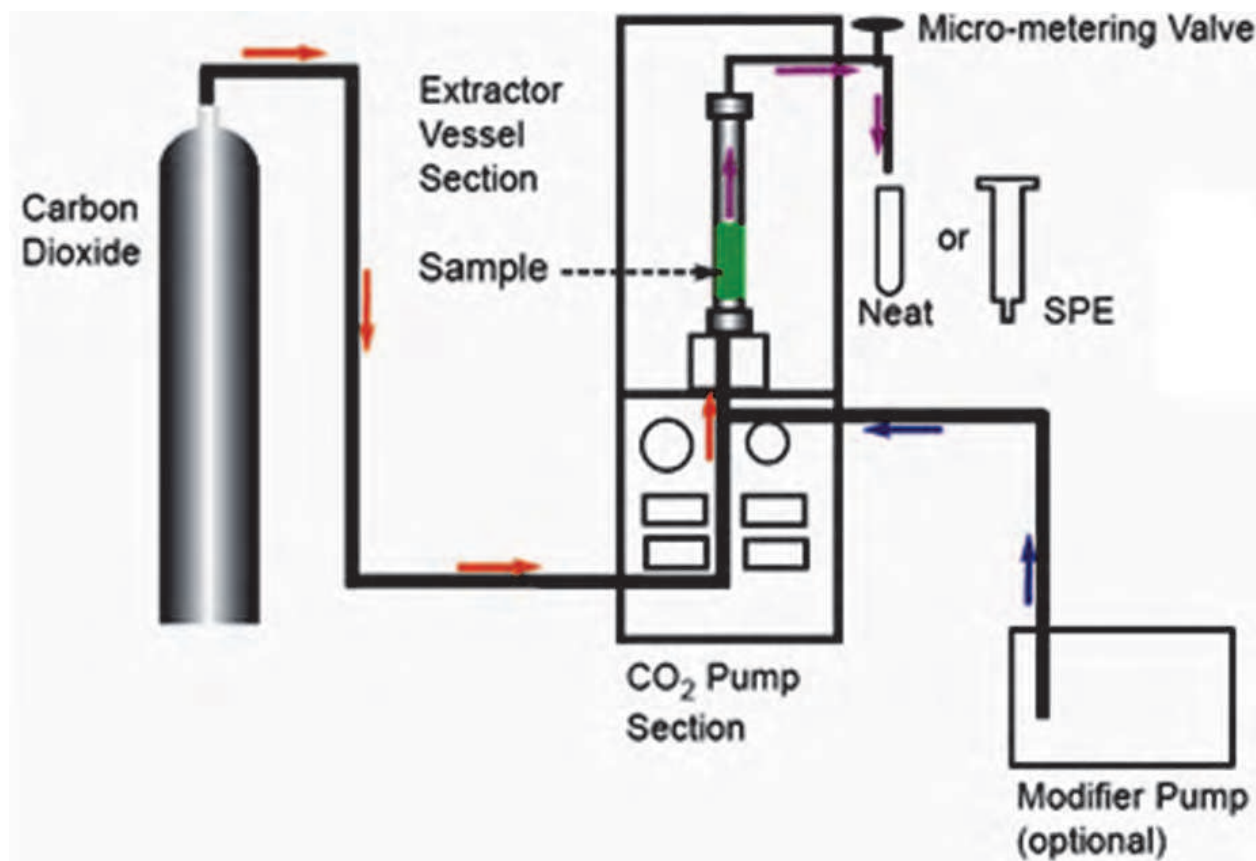 Micro-metering Valve
Extractor
Vessel
Section
Carbon
Dioxide
Sample
or
Neat
SPE
CO₂ Pump
Section
Modifier Pump
(optional)